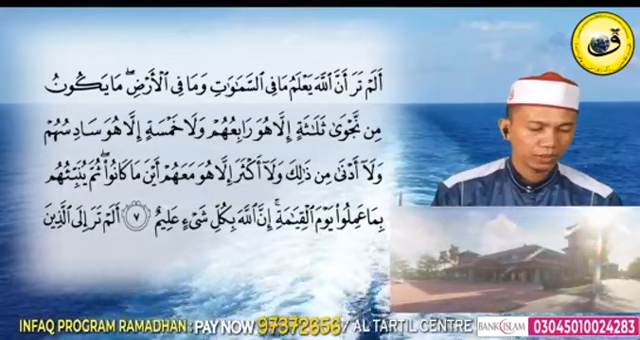 أَلَمْ تَرَ أَنَّ ٱللَّهَ يَعْلَمُ مَا فِى ٱلسَّمَٰوَٰتِ وَمَا فِى ٱلْأَرْضِ ۖ مَا يَكُونُ
مِن نَّجْوَىٰ ثَلَٰثَةٍ إِلَّا هُوَ رَابِعُهُمْ وَلَا خَمْسَةٍ إِلَّا هُوَ سَادِسُهُمْ
وَلَآ أَدْنَىٰ مِن ذَٰلِكَ وَلَآ أَكْثَرَ إِلَّا هُوَ مَعَهُمْ أَيْنَ مَا كَانُوا۟ ۖ ثُمَّ يُنَبِّئُهُم
بِمَا عَمِلُوا۟ يَوْمَ ٱلْقِيَٰمَةِ ۚ إِنَّ ٱللَّهَ بِكُلِّ شَىْءٍ عَلِيمٌ ٧ أَلَمْ تَرَ إِلَى ٱلَّذِينَ
INFAQ PROGRAM RAMADHAN : PAY NOW 97372656 / AL TARTIL CENTRE BANK ISLAM 03045010024283